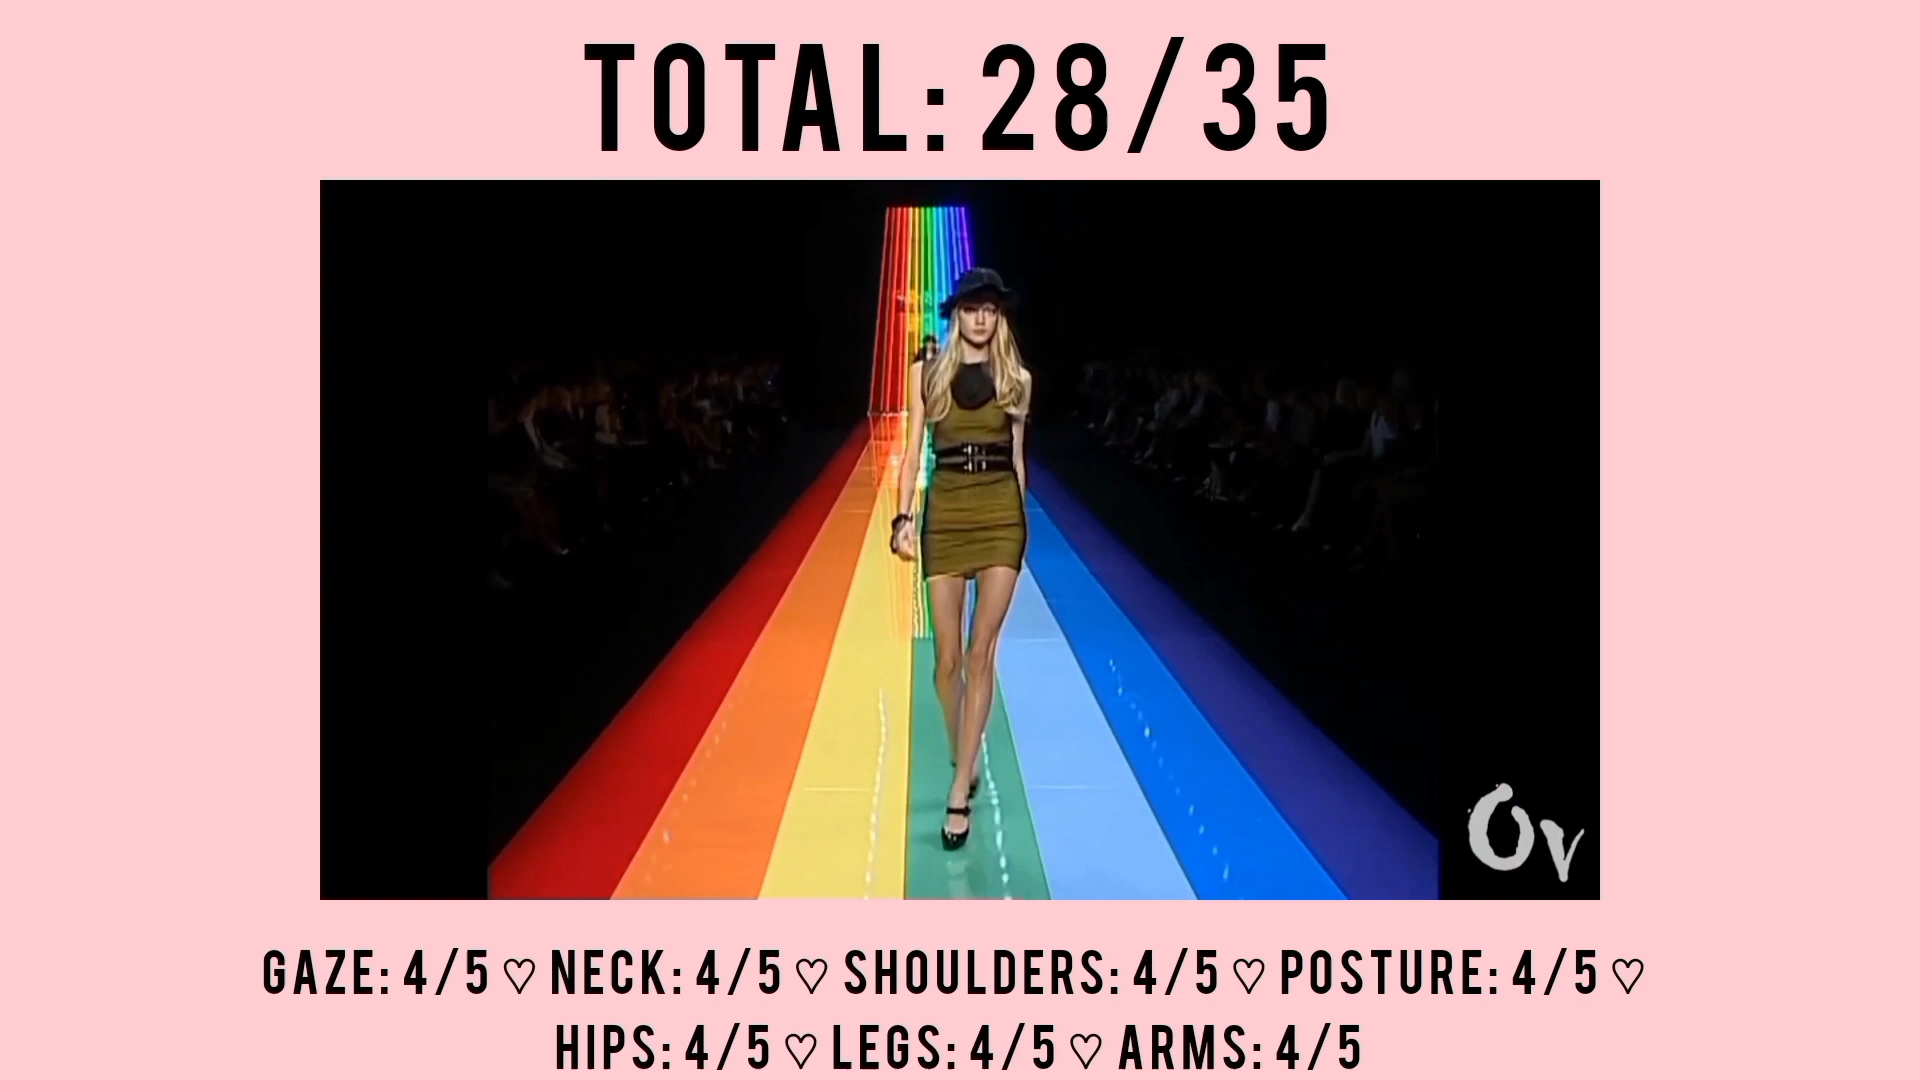 TOTAL: 28/35
Ov
GAZE: 4/5 ♡ NECK: 4/5 ♡ SHOULDERS: 4/5 ♡ POSTURE: 4/5 ♡
HIPS: 4/5 ♡ LEGS: 4/5 ♡ ARMS: 4/5